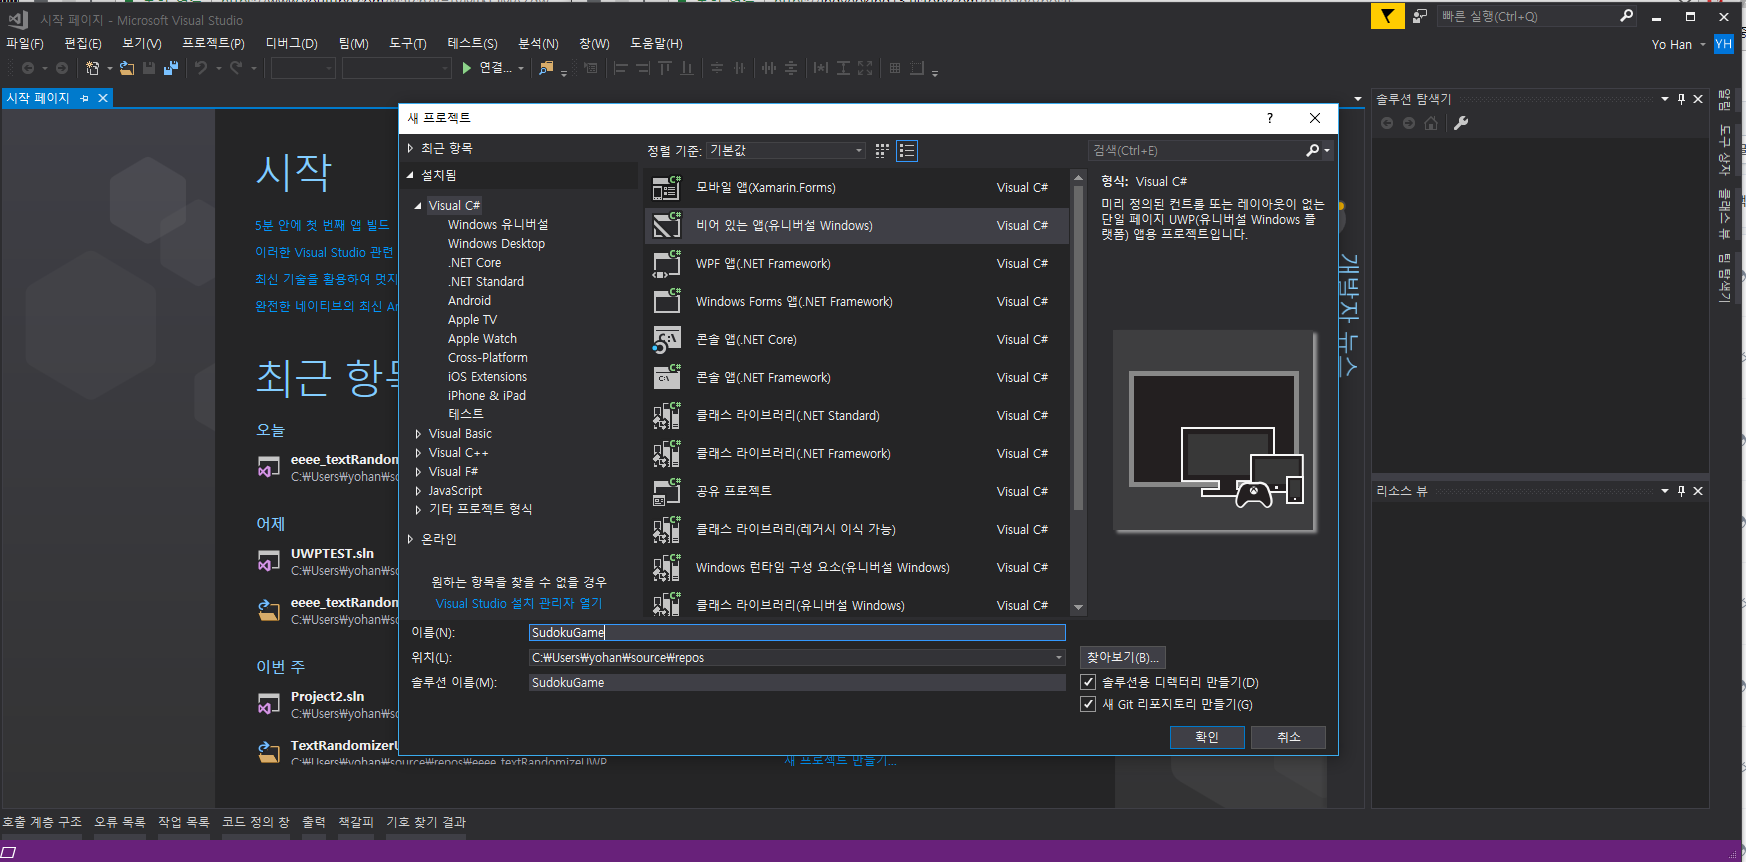 시작 페이지 - Microsoft Visual Studio
빠른 실행(Ctrl+Q)
파일(F) 편집(E) 보기(V) 프로젝트(P) 디버그(D) 팀(M) 도구(T) 테스트(S) 분석(N) 창(W) 도움말(H)
Yo Han YH
연결...
시작 페이지
시작
5분 안에 첫 번째 앱 빌드
이러한 Visual Studio 관련
최신 기술을 활용하여 멋지
완전한 네이티브의 최신 A
최근 항목
오늘
eeee_textRandom
C:₩Users₩yohan₩so
어제
UWPTEST.sln
C:₩Users₩yohan₩so
eeee_textRandom
C:₩Users₩yohan₩so
이번 주
Project2.sln
C:₩Users₩yohan₩so
TextRandomizerU
C:₩Users₩yohan₩source₩repos₩eeee_textRandomizeUWP
새 프로젝트 만들기...
개발자 뉴스
새 프로젝트
?
최근 항목
설치됨
Visual C#
Windows 유니버설
Windows Desktop
.NET Core
.NET Standard
Android
Apple TV
Apple Watch
Cross-Platform
iOS Extensions
iPhone & iPad
테스트
Visual Basic
Visual C++
Visual F#
JavaScript
기타 프로젝트 형식
온라인
원하는 항목을 찾을 수 없을 경우
Visual Studio 설치 관리자 열기
정렬 기준: 기본값
검색(Ctrl+E)
모바일 앱(Xamarin.Forms) Visual C#
비어 있는 앱(유니버설 Windows) Visual C#
WPF 앱(.NET Framework) Visual C#
Windows Forms 앱(.NET Framework) Visual C#
콘솔 앱(.NET Core) Visual C#
콘솔 앱(.NET Framework) Visual C#
클래스 라이브러리(.NET Standard) Visual C#
클래스 라이브러리(.NET Framework) Visual C#
공유 프로젝트 Visual C#
클래스 라이브러리(레거시 이식 가능) Visual C#
Windows 런타임 구성 요소(유니버설 Windows) Visual C#
클래스 라이브러리(유니버설 Windows) Visual C#
형식: Visual C#
미리 정의된 컨트롤 또는 레이아웃이 없는
단일 페이지 UWP(유니버설 Windows 플
랫폼) 앱용 프로젝트입니다.
이름(N): SudokuGame
위치(L): C:₩Users₩yohan₩source₩repos 찾아보기(B)...
솔루션 이름(M): SudokuGame
솔루션용 디렉터리 만들기(D)
새 Git 리포지토리 만들기(G)
확인 취소
솔루션 탐색기
리소스 뷰
알림
도구 상자
클래스 뷰
팀 탐색기
호출 계층 구조 오류 목록 작업 목록 코드 정의 창 출력 책갈피 기호 찾기 결과